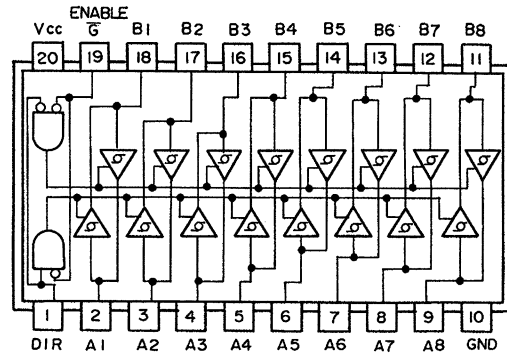 ENABLE
Vcc G B1 B2 B3 B4 B5 B6 B7 B8
20 19 18 17 16 15 14 13 12 11
1 2 3 4 5 6 7 8 9 10
DIR A1 A2 A3 A4 A5 A6 A7 A8 GND